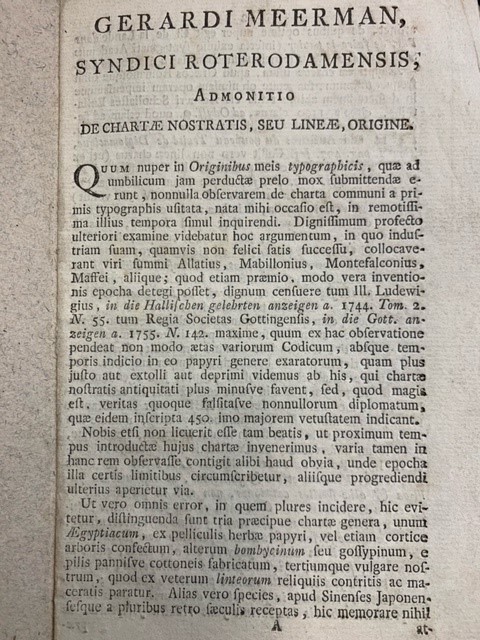 GERARDI MEERMAN,
SYNDICI ROTERODAMENSIS,
ADMONITIO
DE CHARTÆ NOSTRATIS, SEU LINEÆ, ORIGINE.
QUUM nuper in Originibus meis typographicis, quæ ad
umbilicum jam perductæ prelo mox submittendæ e-
runt, nonnulla observarem de charta communi a pri-
mis typographis usitata, nata mihi occasio est, in remotissi-
ma illius tempora simul inquirendi. Dignissimum profecto
ulteriori examine videbatur hoc argumentum, in quo indus-
triam suam, quamvis non felici satis successu, collocave-
rant viri summi Allatius, Mabillonius, Montefalconius,
Maffei, aliique; quod etiam præmio, modo vera inventio-
nis epocha detegi posset, dignum censuere tum Ill. Ludewi-
gius, in die Hallischen gelehrten anzeigen a. 1744. Tom. 2.
N. 55. tum Regia Societas Gottingensis, in die Gott. an-
zeigen a. 1755. N. 142. maxime, quum ex hac observatione
pendeat non modo ætas variorum Codicum, absque tem-
poris indicio in eo papyri genere exaratorum, quam plus
justo aut extolli aut deprimi videmus ab his, qui chartæ
nostratis antiquitati plus minusve favent, sed, quod magis
est, veritas quoque falsitasve nonnullorum diplomatum,
quæ eidem inscripta 450. imo majorem vetustatem indicant.
Nobis etsi non licuerit esse tam beatis, ut proximum tem-
pus introductæ hujus chartæ invenerimus, varia tamen in
hanc rem observasse contigit alibi haud obvia, unde epocha
illa certis limitibus circumscribetur, aliisque progrediendi
ulterius aperietur via.
Ut vero omnis error, in quem plures incidere, hic evi-
tetur, distinguenda sunt tria præcipue chartæ genera, unum
Ægyptiacum, ex pelliculis herbæ papyri, vel etiam cortice
arboris confectum, alterum bombycinum seu gossypinum, e
pilis pannisve cottoneis fabricatum, tertiumque vulgare nos-
trum, quod ex veterum linteorum reliquiis contritis ac ma-
ceratis paratur. Alias vero species, apud Sinenses Japonen-
sesque a pluribus retro sæculis receptas, hic memorare nihil
A at-